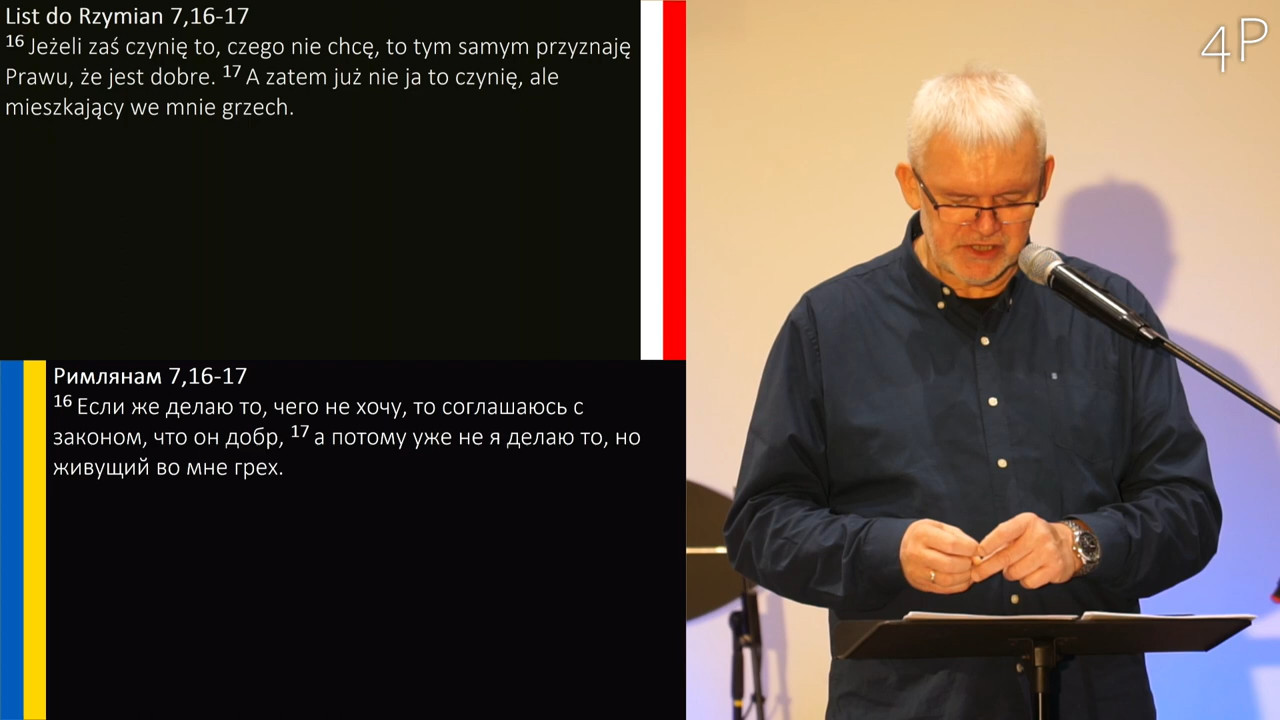 List do Rzymian 7,16-17
16 Jeżeli zaś czynię to, czego nie chcę, to tym samym przyznaję
Prawu, że jest dobre. 17 A zatem już nie ja to czynię, ale
mieszkający we mnie grzech.
4P
Римлянам 7,16-17
16 Если же делаю то, чего не хочу, то соглашаюсь с
законом, что он добр, 17 а потому уже не я делаю то, но
живущий во мне грех.